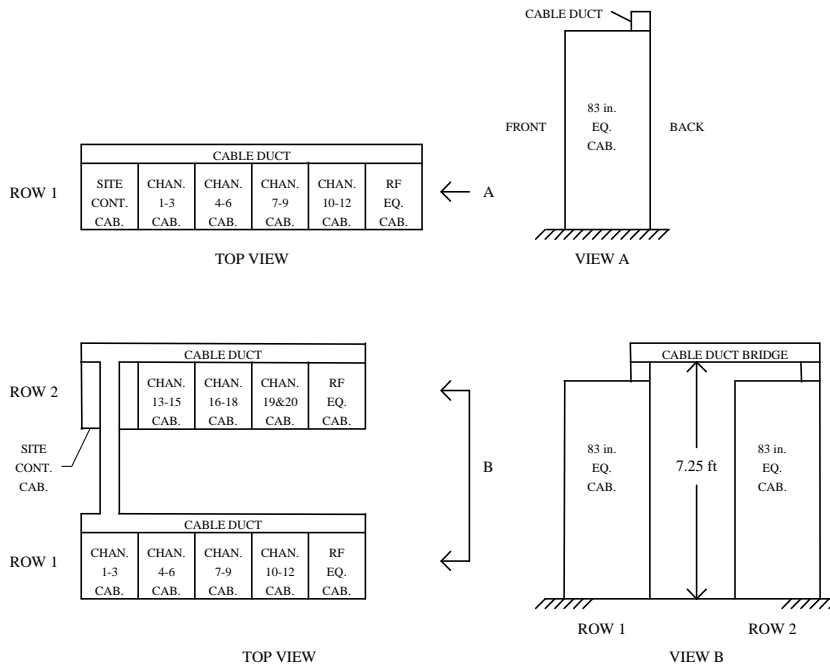 CABLE DUCT
83 in.
EQ.
CAB.
FRONT
BACK
CABLE DUCT
ROW 1
SITE
CONT.
CAB.
CHAN.
1-3
CAB.
CHAN.
4-6
CAB.
CHAN.
7-9
CAB.
CHAN.
10-12
CAB.
RF
EQ.
CAB.
A
TOP VIEW
VIEW A
CABLE DUCT
ROW 2
CHAN.
13-15
CAB.
CHAN.
16-18
CAB.
CHAN.
19&20
CAB.
RF
EQ.
CAB.
SITE
CONT.
CAB.
B
CABLE DUCT
ROW 1
CHAN.
1-3
CAB.
CHAN.
4-6
CAB.
CHAN.
7-9
CAB.
CHAN.
10-12
CAB.
RF
EQ.
CAB.
TOP VIEW
CABLE DUCT BRIDGE
83 in.
EQ.
CAB.
7.25 ft
83 in.
EQ.
CAB.
ROW 1
ROW 2
VIEW B